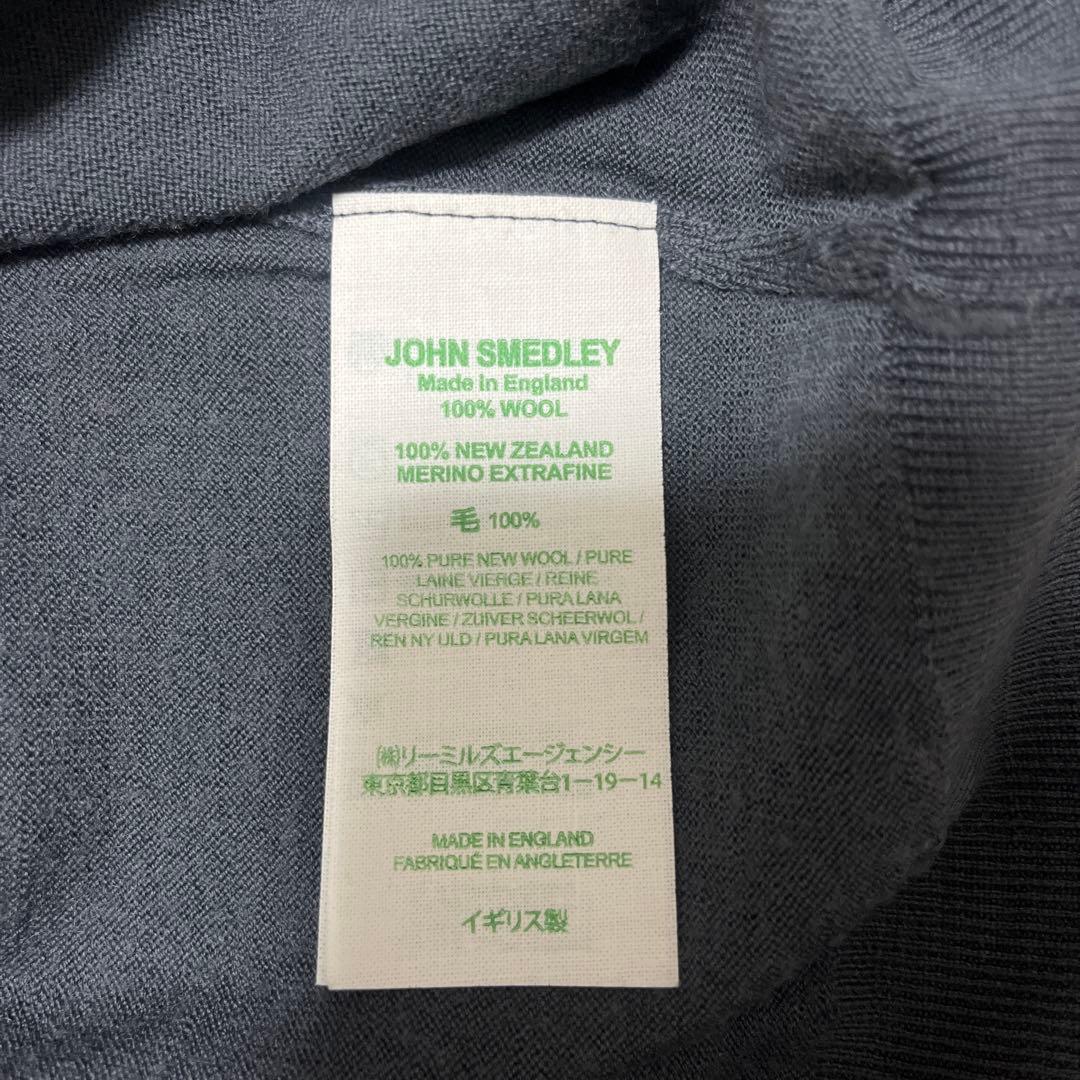 JOHN SMEDLEY
Made in England
100% WOOL
100% NEW ZEALAND
MERINO EXTRAFINE
毛 100%
100% PURE NEW WOOL / PURE
LAINE VIERGE / REINE
SCHURWOLLE / PURA LANA
VERGINE / ZUIVER SCHEERWOL /
REN NY ULD / PURA LANA VIRGEM
㈱リーミルズエージェンシー
東京都目黒区青葉台1-19-14
MADE IN ENGLAND
FABRIQUÉ EN ANGLETERRE
イギリス製